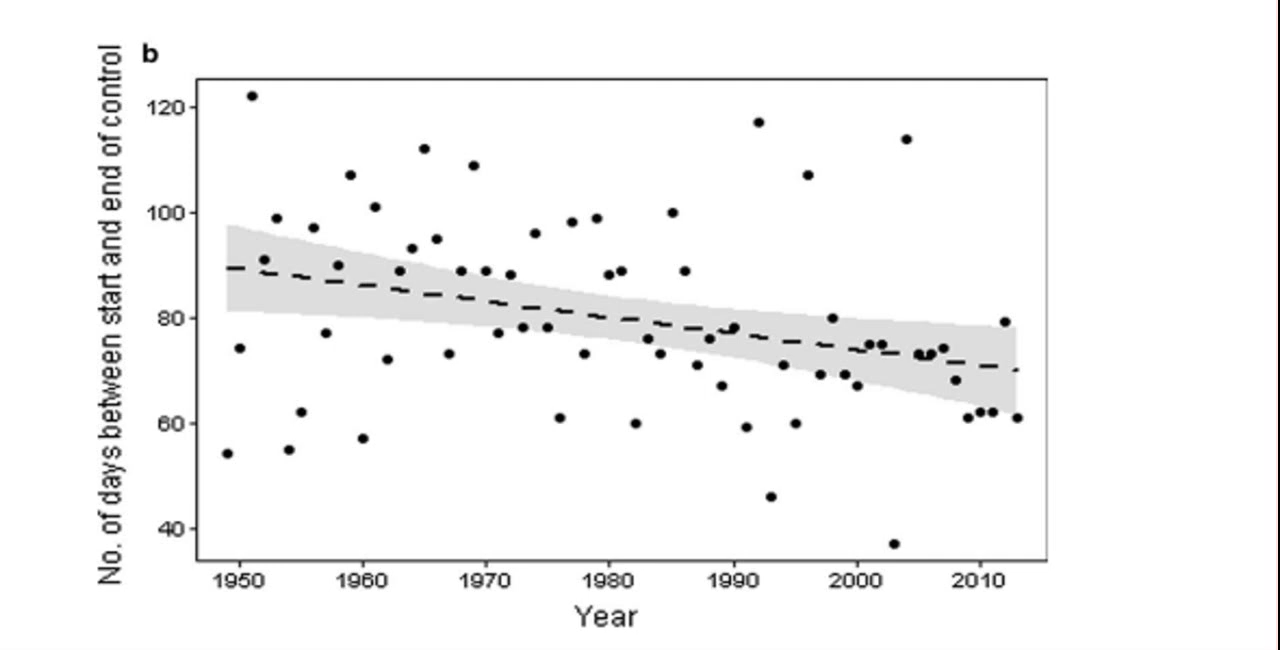 b
No. of days between start and end of control
120
100
80
60
40
1950 1960 1970 1980 1990 2000 2010
Year